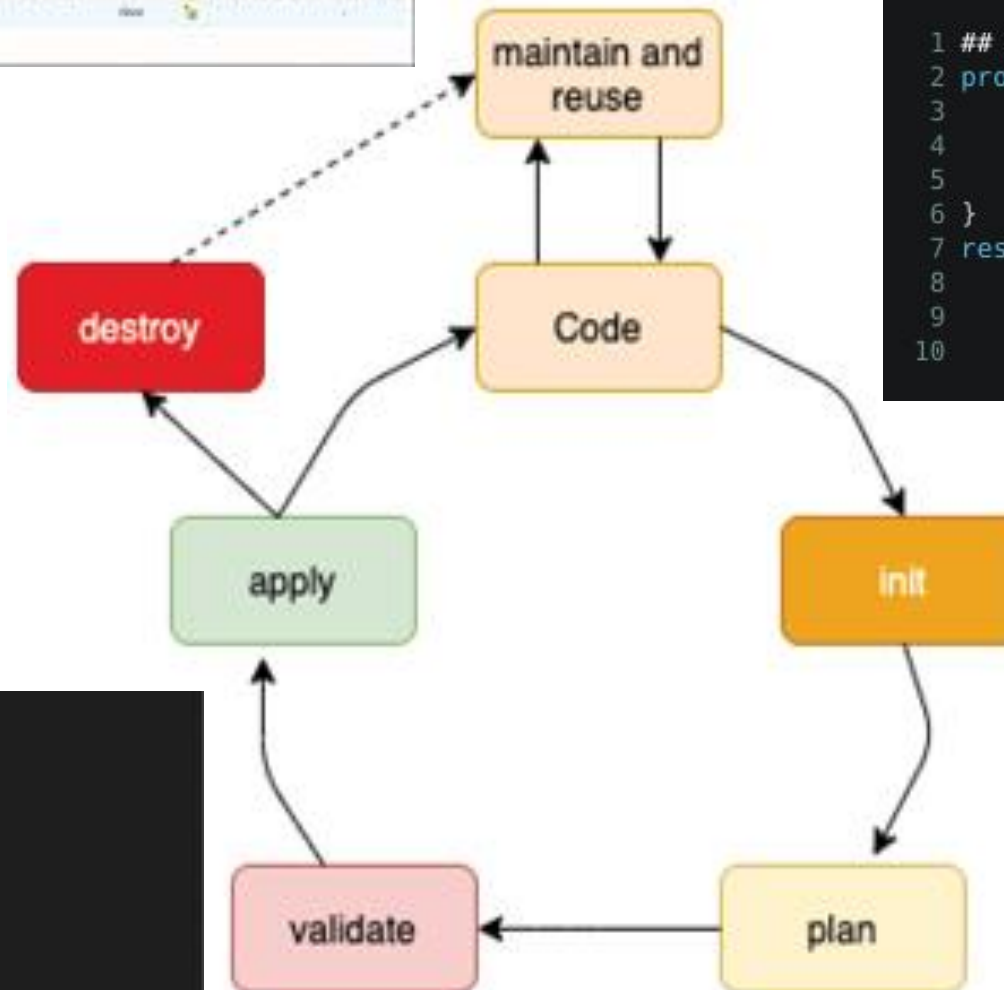 maintain and
reuse
1 ##
2 pro
3
4
5
6 }
7 res
8
9
10
destroy
Code
apply
init
validate
plan